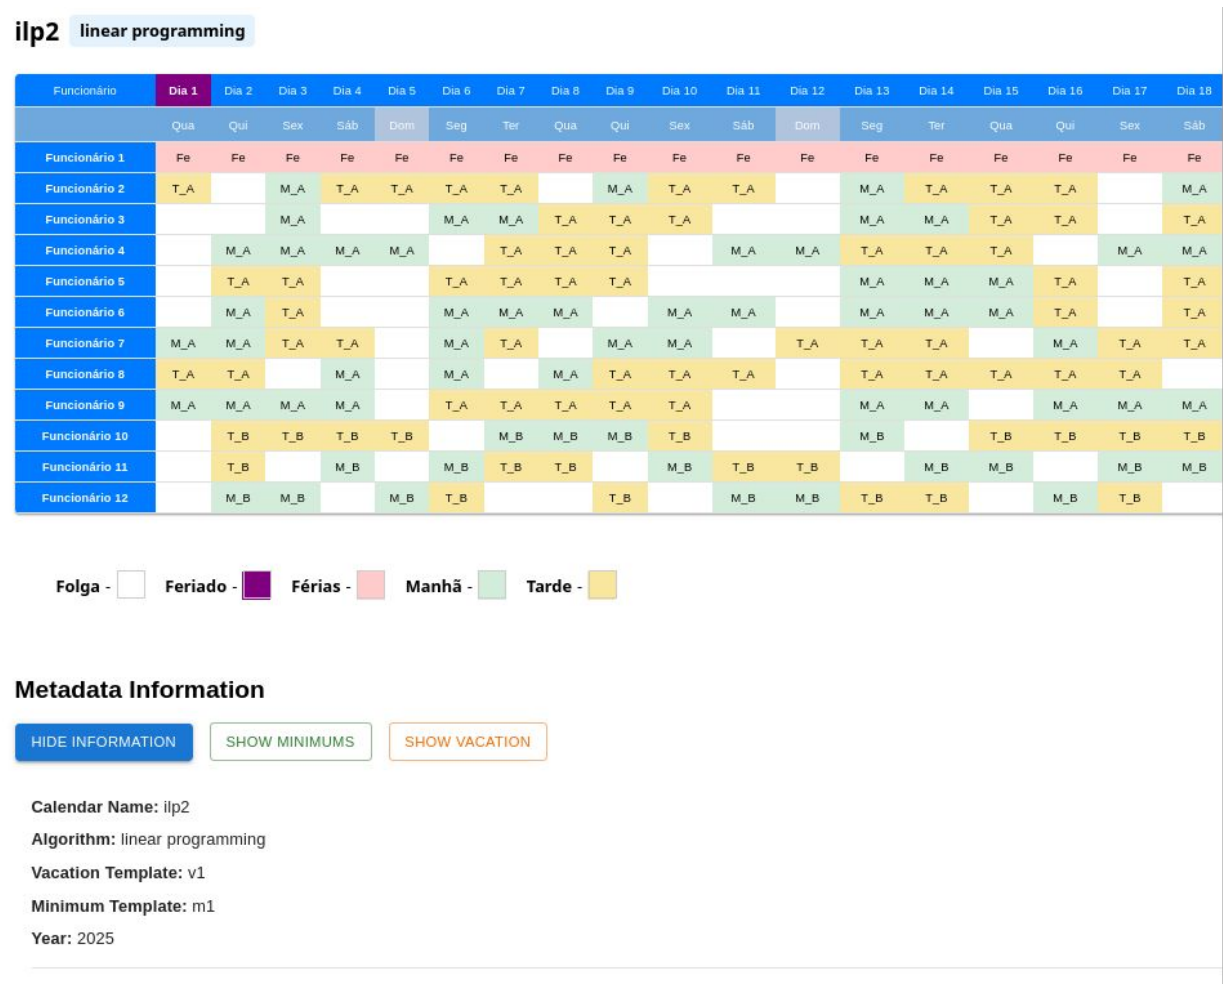 ilp2 linear programming
Funcionário Dia 1 Dia 2 Dia 3 Dia 4 Dia 5 Dia 6 Dia 7 Dia 8 Dia 9 Dia 10 Dia 11 Dia 12 Dia 13 Dia 14 Dia 15 Dia 16 Dia 17 Dia 18
Qua Qui Sex Sáb Dom Seg Ter Qua Qui Sex Sáb Dom Seg Ter Qua Qui Sex Sáb
Funcionário 1 Fe Fe Fe Fe Fe Fe Fe Fe Fe Fe Fe Fe Fe Fe Fe Fe Fe Fe
Funcionário 2 T_A M_A T_A T_A T_A T_A M_A T_A T_A M_A T_A T_A T_A M_A
Funcionário 3 M_A M_A M_A T_A T_A T_A M_A M_A T_A T_A T_A
Funcionário 4 M_A M_A M_A M_A T_A T_A T_A M_A M_A T_A T_A T_A M_A M_A
Funcionário 5 T_A T_A T_A T_A T_A T_A M_A M_A M_A T_A T_A
Funcionário 6 M_A T_A M_A M_A M_A M_A M_A M_A M_A M_A T_A T_A
Funcionário 7 M_A M_A T_A T_A M_A T_A M_A M_A T_A T_A T_A M_A T_A T_A
Funcionário 8 T_A T_A M_A M_A M_A T_A T_A T_A T_A T_A T_A T_A T_A
Funcionário 9 M_A M_A M_A M_A T_A T_A T_A T_A T_A M_A M_A M_A M_A M_A
Funcionário 10 T_B T_B T_B T_B M_B M_B M_B T_B M_B T_B T_B T_B T_B
Funcionário 11 T_B M_B M_B T_B T_B M_B T_B T_B M_B M_B M_B M_B
Funcionário 12 M_B M_B M_B T_B T_B M_B M_B T_B T_B M_B T_B
Folga - Feriado - Férias - Manhã - Tarde -
Metadata Information
HIDE INFORMATION SHOW MINIMUMS SHOW VACATION
Calendar Name: ilp2
Algorithm: linear programming
Vacation Template: v1
Minimum Template: m1
Year: 2025